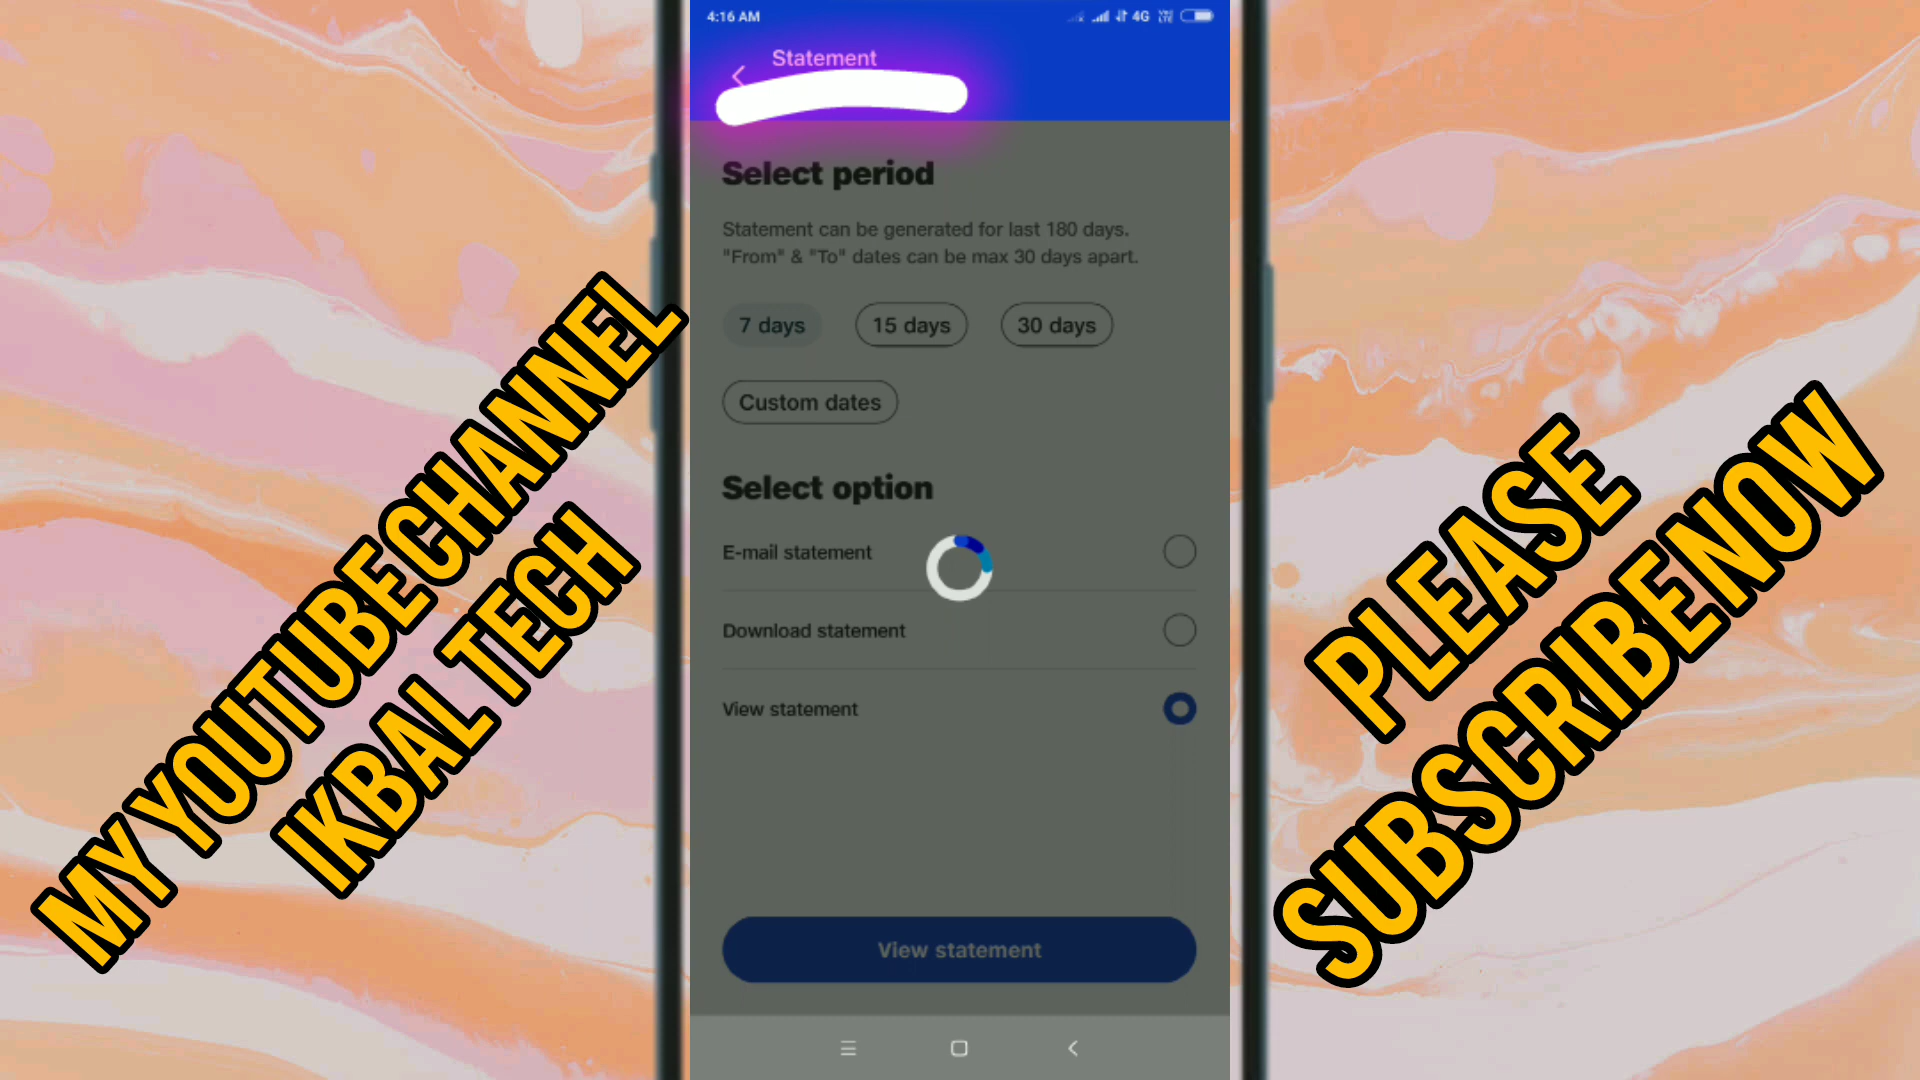 4:16 AM
4G
Statement
Select period
Statement can be generated for last 180 days.
"From" & "To" dates can be max 30 days apart.
7 days
15 days
30 days
Custom dates
Select option
E-mail statement
Download statement
View statement
View statement
MY YOUTUBE CHANNEL
IKBAL TECH
PLEASE
SUBSCRIBE NOW